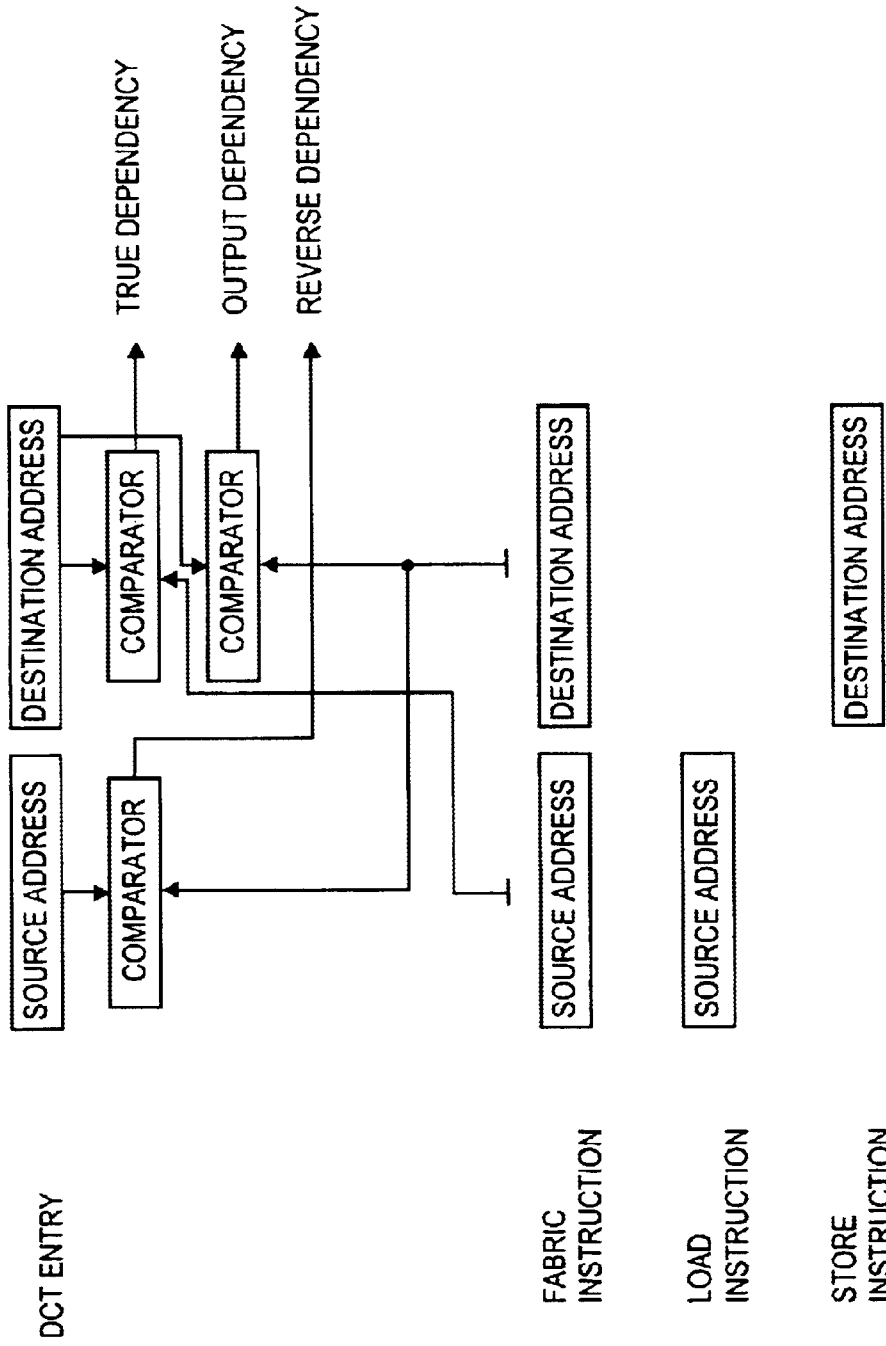 DCT ENTRY
SOURCE ADDRESS
DESTINATION ADDRESS
COMPARATOR
COMPARATOR
TRUE DEPENDENCY
COMPARATOR
OUTPUT DEPENDENCY
REVERSE DEPENDENCY
FABRIC
INSTRUCTION
SOURCE ADDRESS
DESTINATION ADDRESS
LOAD
INSTRUCTION
SOURCE ADDRESS
STORE
INSTRUCTION
DESTINATION ADDRESS